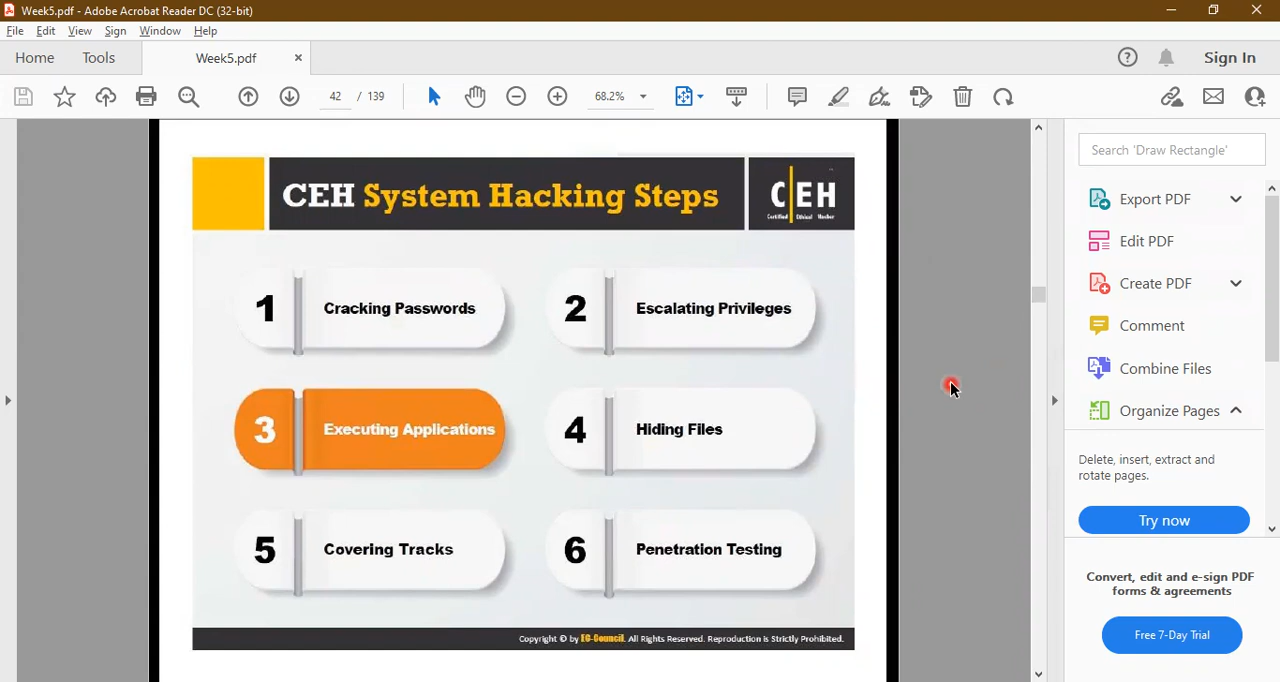 Week5.pdf - Adobe Acrobat Reader DC (32-bit)
File Edit View Sign Window Help
Home Tools Week5.pdf Sign In
42 / 139 68.2%
CEH System Hacking Steps
C EH
Certified Ethical Hacker
1 Cracking Passwords
2 Escalating Privileges
3 Executing Applications
4 Hiding Files
5 Covering Tracks
6 Penetration Testing
Copyright © by EC-Council. All Rights Reserved. Reproduction is Strictly Prohibited.
Search 'Draw Rectangle'
Export PDF
Edit PDF
Create PDF
Comment
Combine Files
Organize Pages
Delete, insert, extract and
rotate pages.
Try now
Convert, edit and e-sign PDF
forms & agreements
Free 7-Day Trial